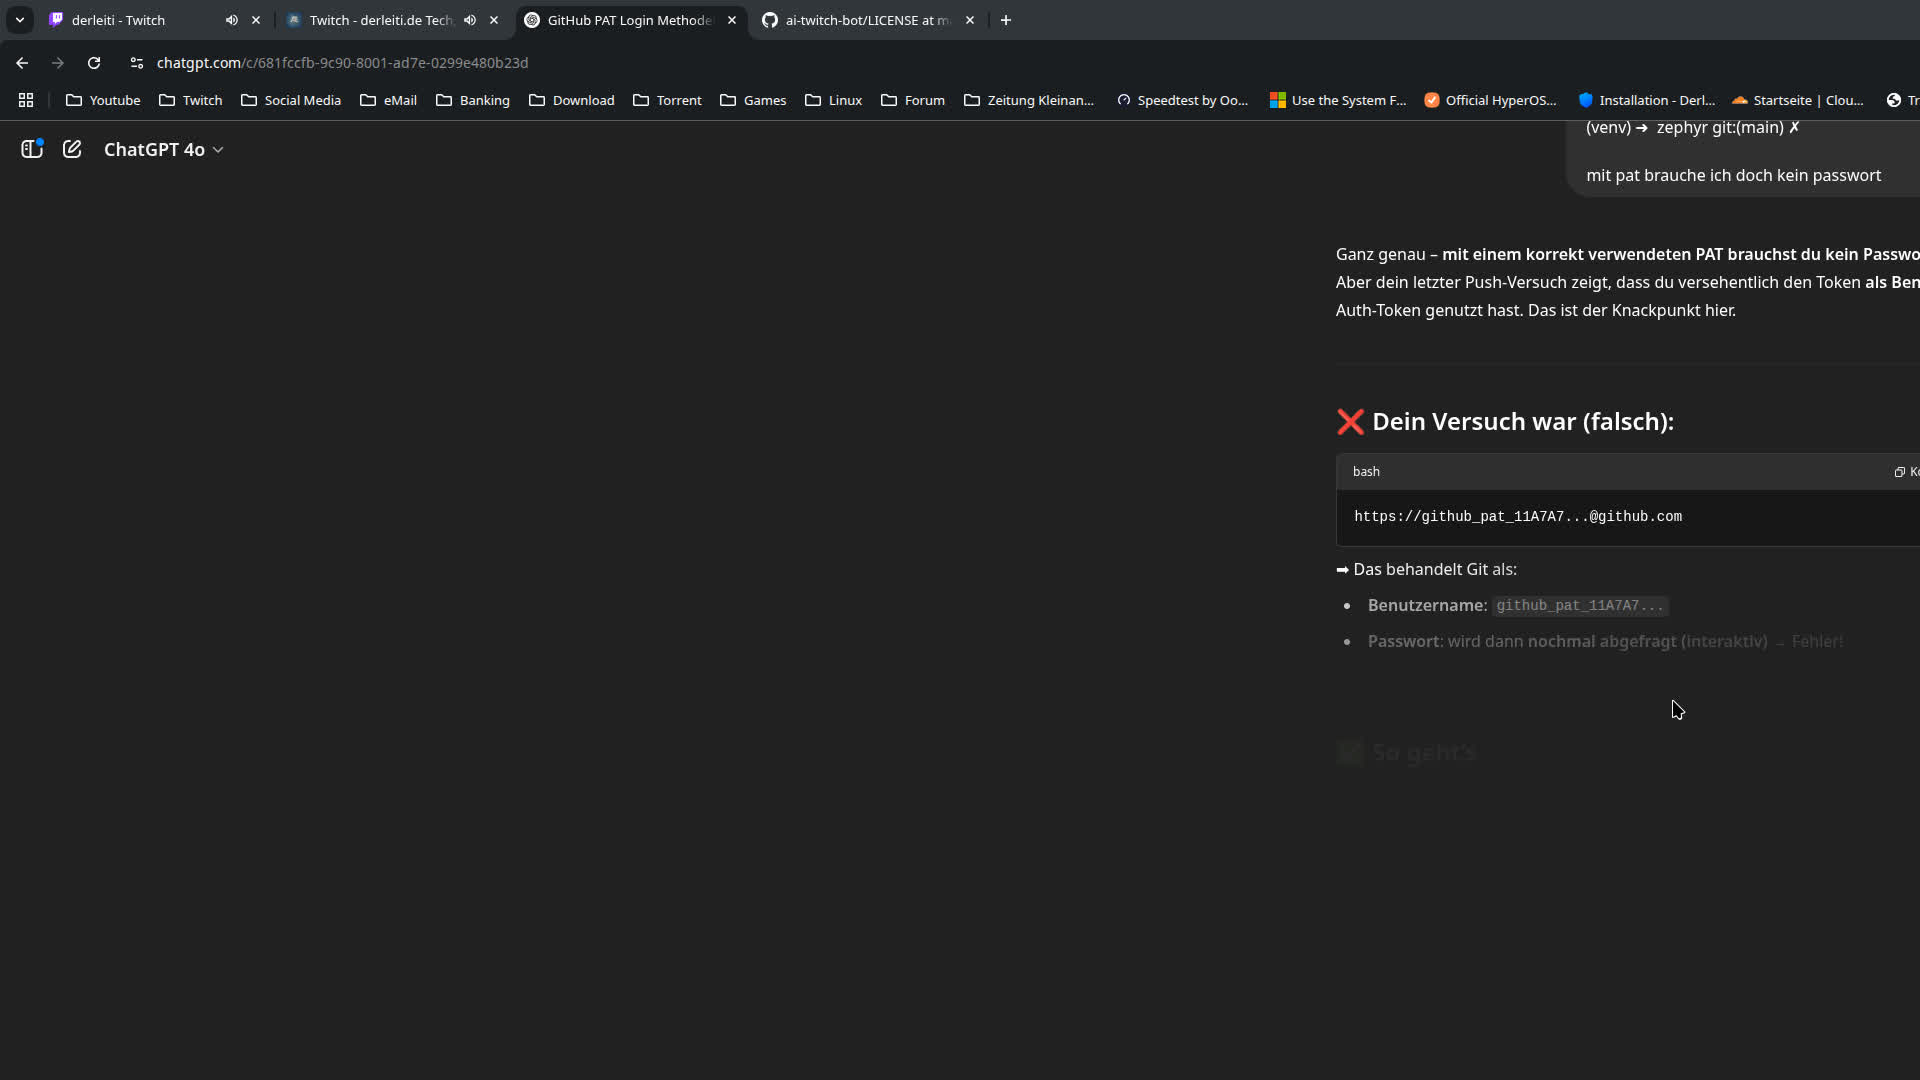 derleiti - Twitch
Twitch - derleiti.de Tech
GitHub PAT Login Methode
ai-twitch-bot/LICENSE at m
chatgpt.com/c/681fccfb-9c90-8001-ad7e-0299e480b23d
Youtube
Twitch
Social Media
eMail
Banking
Download
Torrent
Games
Linux
Forum
Zeitung Kleinan...
Speedtest by Oo...
Use the System F...
Official HyperOS...
Installation - Derl...
Startseite | Clou...
Tr
ChatGPT 4o
(venv) ➜ zephyr git:(main) ✗
mit pat brauche ich doch kein passwort
Ganz genau – mit einem korrekt verwendeten PAT brauchst du kein Passwo
Aber dein letzter Push-Versuch zeigt, dass du versehentlich den Token als Ben
Auth-Token genutzt hast. Das ist der Knackpunkt hier.
❌ Dein Versuch war (falsch):
bash
Ko
https://github_pat_11A7A7...@github.com
➡ Das behandelt Git als:
• Benutzername: github_pat_11A7A7...
• Passwort: wird dann nochmal abgefragt (interaktiv) → Fehler!
✅ So geht's